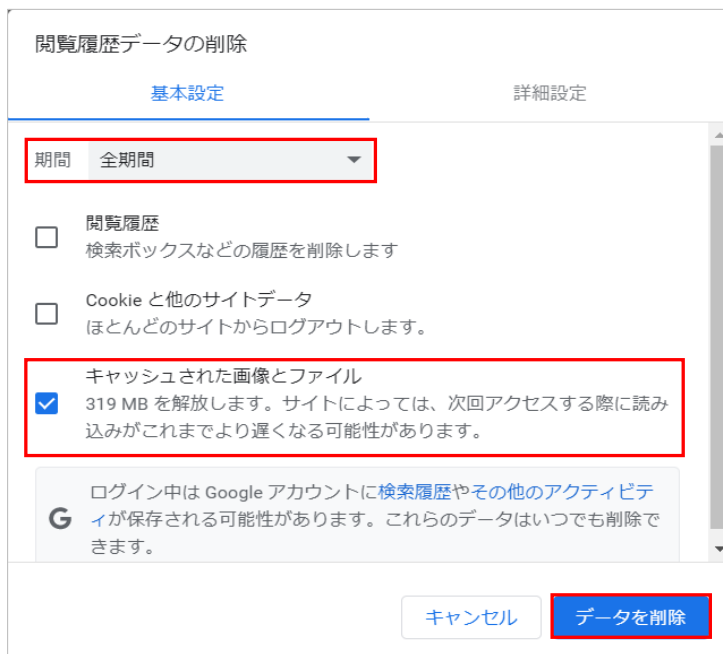 閲覧履歴データの削除
基本設定 詳細設定
期間 全期間
閲覧履歴
検索ボックスなどの履歴を削除します
Cookie と他のサイトデータ
ほとんどのサイトからログアウトします。
キャッシュされた画像とファイル
319 MB を解放します。サイトによっては、次回アクセスする際に読み
込みがこれまでより遅くなる可能性があります。
ログイン中は Google アカウントに検索履歴やその他のアクティビテ
ィが保存される可能性があります。これらのデータはいつでも削除で
きます。
キャンセル データを削除